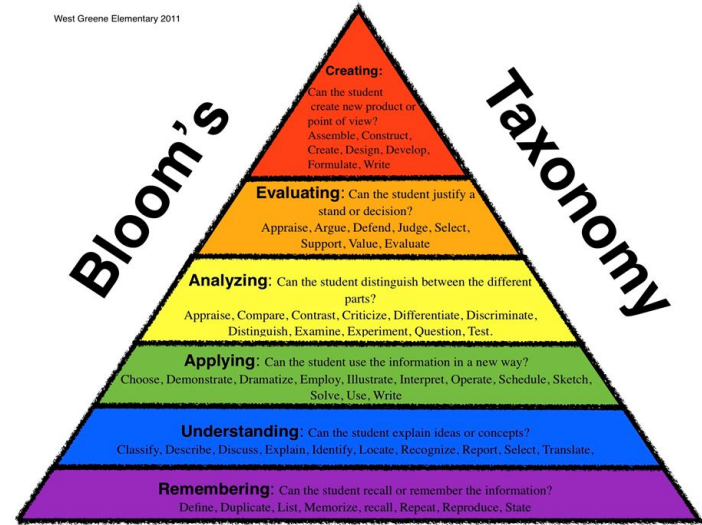 West Greene Elementary 2011
Bloom's
Taxonomy
Creating:
Can the student
create new product or
point of view?
Assemble, Construct,
Create, Design, Develop,
Formulate, Write
Evaluating: Can the student justify a
stand or decision?
Appraise, Argue, Defend, Judge, Select,
Support, Value, Evaluate
Analyzing: Can the student distinguish between the different
parts?
Appraise, Compare, Contrast, Criticize, Differentiate, Discriminate,
Distinguish, Examine, Experiment, Question, Test.
Applying: Can the student use the information in a new way?
Choose, Demonstrate, Dramatize, Employ, Illustrate, Interpret, Operate, Schedule, Sketch,
Solve, Use, Write
Understanding: Can the student explain ideas or concepts?
Classify, Describe, Discuss, Explain, Identify, Locate, Recognize, Report, Select, Translate,
Remembering: Can the student recall or remember the information?
Define, Duplicate, List, Memorize, recall, Repeat, Reproduce, State